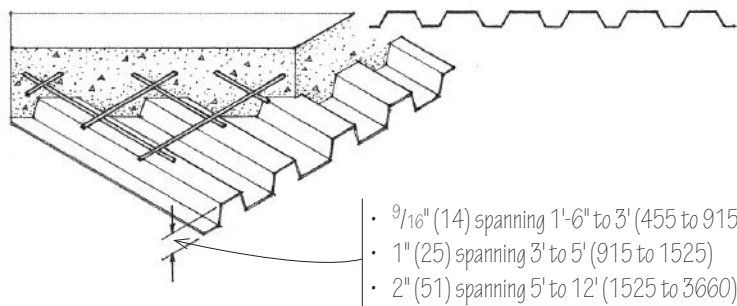 • 9/16" (14) spanning 1'-6" to 3' (455 to 915
• 1" (25) spanning 3' to 5' (915 to 1525)
• 2" (51) spanning 5' to 12' (1525 to 3660)